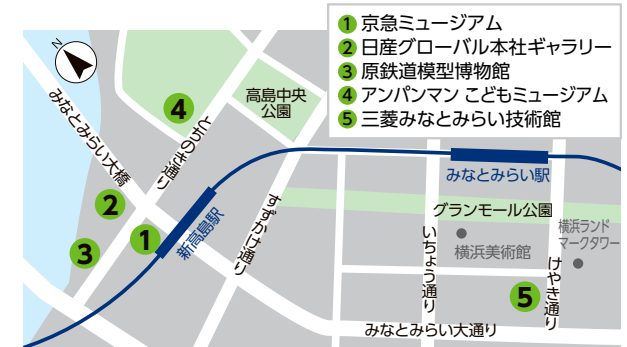 1 京急ミュージアム
2 日産グローバル本社ギャラリー
3 原鉄道模型博物館
4 アンパンマン こどもミュージアム
5 三菱みなとみらい技術館
N
みなとみらい大橋
4
とちのき通り
高島中央
公園
みなとみらい駅
2
1
3
新高島駅
すずかけ通り
グランモール公園
いちょう通り
横浜美術館
横浜ランド
マークタワー
けやき通り
5
みなとみらい大通り